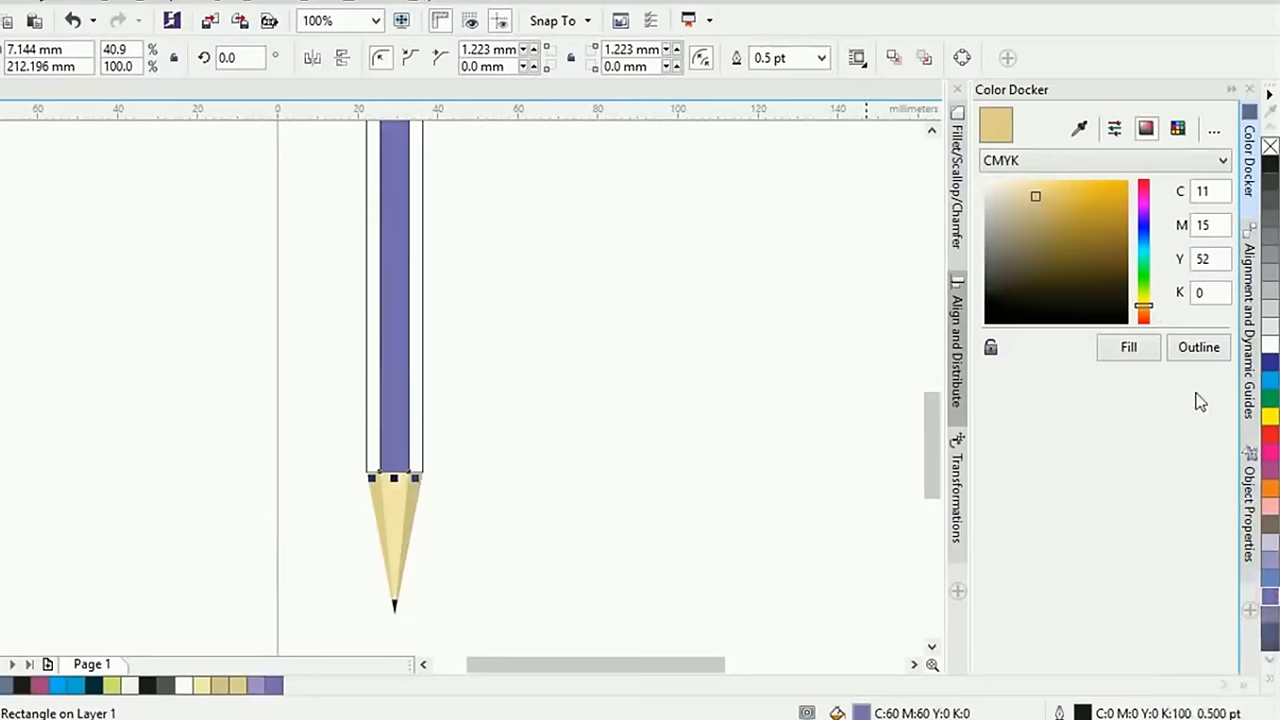 100%
Snap To
7.144 mm
212.196 mm
40.9
100.0
%
%
0.0
°
1.223 mm
0.0 mm
1.223 mm
0.0 mm
0.5 pt
Color Docker
60
40
20
0
20
40
60
80
100
120
140
millimeters
Fillet/Scallop/Chamfer
Align and Distribute
Transformations
CMYK
C 11
M 15
Y 52
K 0
Fill
Outline
Color Docker
Alignment and Dynamic Guides
Object Properties
Page 1
Rectangle on Layer 1
C:60 M:60 Y:0 K:0
C:0 M:0 Y:0 K:100 0.500 pt